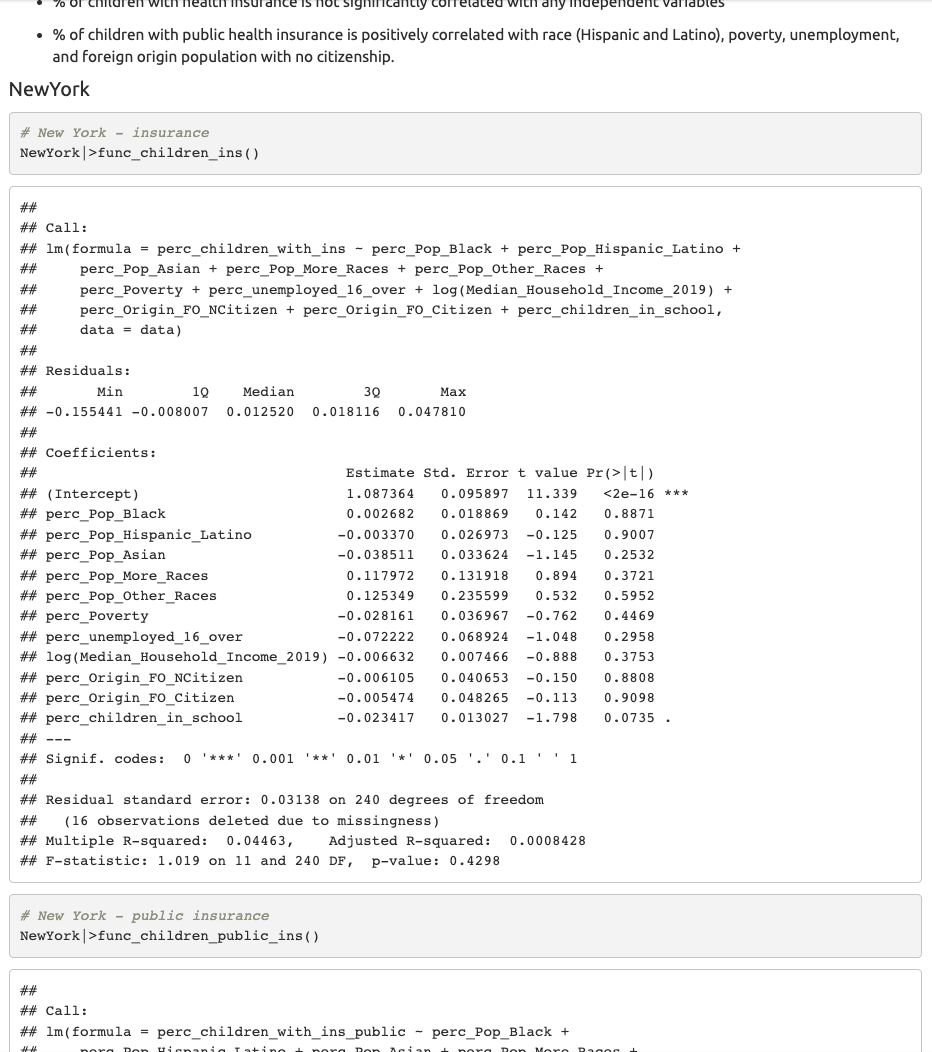 • % of children with health insurance is not significantly correlated with any independent variables
• % of children with public health insurance is positively correlated with race (Hispanic and Latino), poverty, unemployment,
and foreign origin population with no citizenship.
NewYork
# New York - insurance
NewYork|>func_children_ins()
##
## Call:
## lm(formula = perc_children_with_ins ~ perc_Pop_Black + perc_Pop_Hispanic_Latino +
##     perc_Pop_Asian + perc_Pop_More_Races + perc_Pop_Other_Races +
##     perc_Poverty + perc_unemployed_16_over + log(Median_Household_Income_2019) +
##     perc_Origin_FO_NCitizen + perc_Origin_FO_Citizen + perc_children_in_school,
##     data = data)
##
## Residuals:
##       Min        1Q    Median        3Q       Max
## -0.155441 -0.008007  0.012520  0.018116  0.047810
##
## Coefficients:
##                                    Estimate Std. Error t value Pr(>|t|)
## (Intercept)                        1.087364   0.095897  11.339   <2e-16 ***
## perc_Pop_Black                     0.002682   0.018869   0.142   0.8871
## perc_Pop_Hispanic_Latino          -0.003370   0.026973  -0.125   0.9007
## perc_Pop_Asian                    -0.038511   0.033624  -1.145   0.2532
## perc_Pop_More_Races                0.117972   0.131918   0.894   0.3721
## perc_Pop_Other_Races               0.125349   0.235599   0.532   0.5952
## perc_Poverty                      -0.028161   0.036967  -0.762   0.4469
## perc_unemployed_16_over           -0.072222   0.068924  -1.048   0.2958
## log(Median_Household_Income_2019) -0.006632   0.007466  -0.888   0.3753
## perc_Origin_FO_NCitizen           -0.006105   0.040653  -0.150   0.8808
## perc_Origin_FO_Citizen            -0.005474   0.048265  -0.113   0.9098
## perc_children_in_school           -0.023417   0.013027  -1.798   0.0735 .
## ---
## Signif. codes:  0 '***' 0.001 '**' 0.01 '*' 0.05 '.' 0.1 ' ' 1
##
## Residual standard error: 0.03138 on 240 degrees of freedom
##   (16 observations deleted due to missingness)
## Multiple R-squared:  0.04463,    Adjusted R-squared:  0.0008428
## F-statistic: 1.019 on 11 and 240 DF,  p-value: 0.4298
# New York - public insurance
NewYork|>func_children_public_ins()
##
## Call:
## lm(formula = perc_children_with_ins_public ~ perc_Pop_Black +
##     perc_Pop_Hispanic_Latino + perc_Pop_Asian + perc_Pop_More_Races +